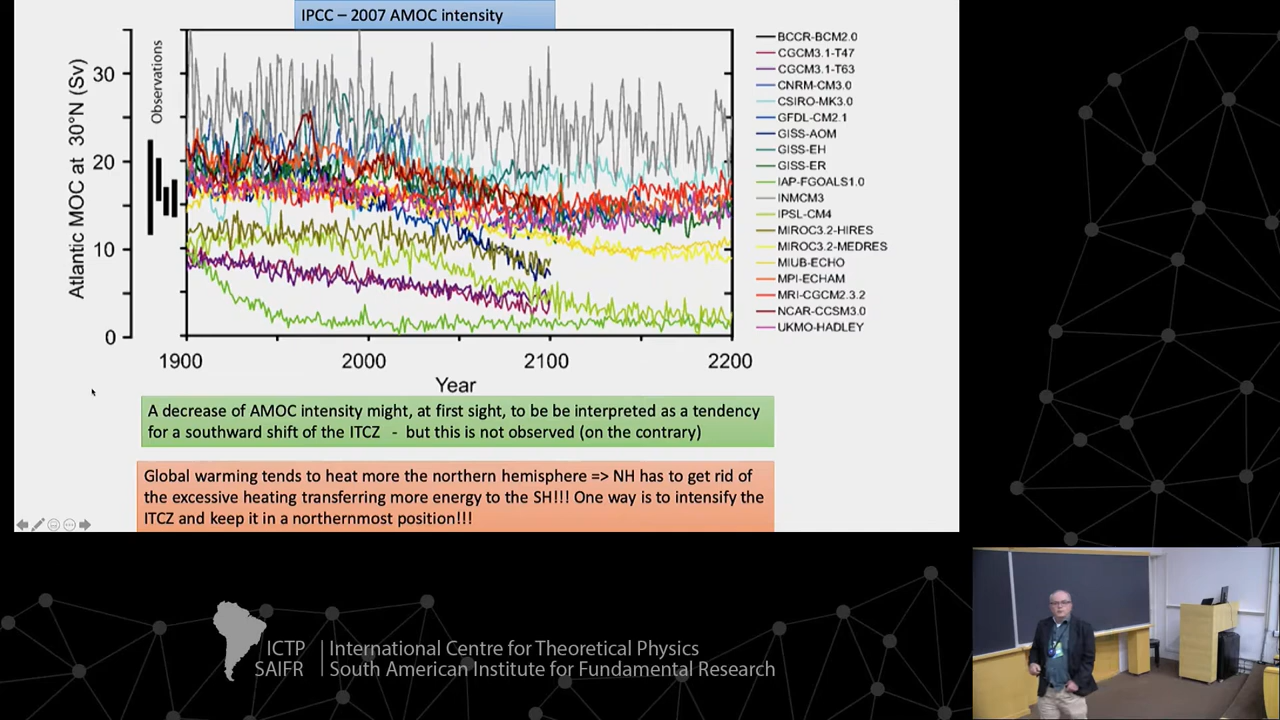 IPCC – 2007 AMOC intensity
Atlantic MOC at 30°N (Sv)
Observations
30
20
10
0
1900
2000
2100
2200
Year
BCCR-BCM2.0
CGCM3.1-T47
CGCM3.1-T63
CNRM-CM3.0
CSIRO-MK3.0
GFDL-CM2.1
GISS-AOM
GISS-EH
GISS-ER
IAP-FGOALS1.0
INMCM3
IPSL-CM4
MIROC3.2-HIRES
MIROC3.2-MEDRES
MIUB-ECHO
MPI-ECHAM
MRI-CGCM2.3.2
NCAR-CCSM3.0
UKMO-HADLEY
A decrease of AMOC intensity might, at first sight, to be be interpreted as a tendency
for a southward shift of the ITCZ - but this is not observed (on the contrary)
Global warming tends to heat more the northern hemisphere => NH has to get rid of
the excessive heating transferring more energy to the SH!!! One way is to intensify the
ITCZ and keep it in a northernmost position!!!
ICTP | International Centre for Theoretical Physics
SAIFR | South American Institute for Fundamental Research